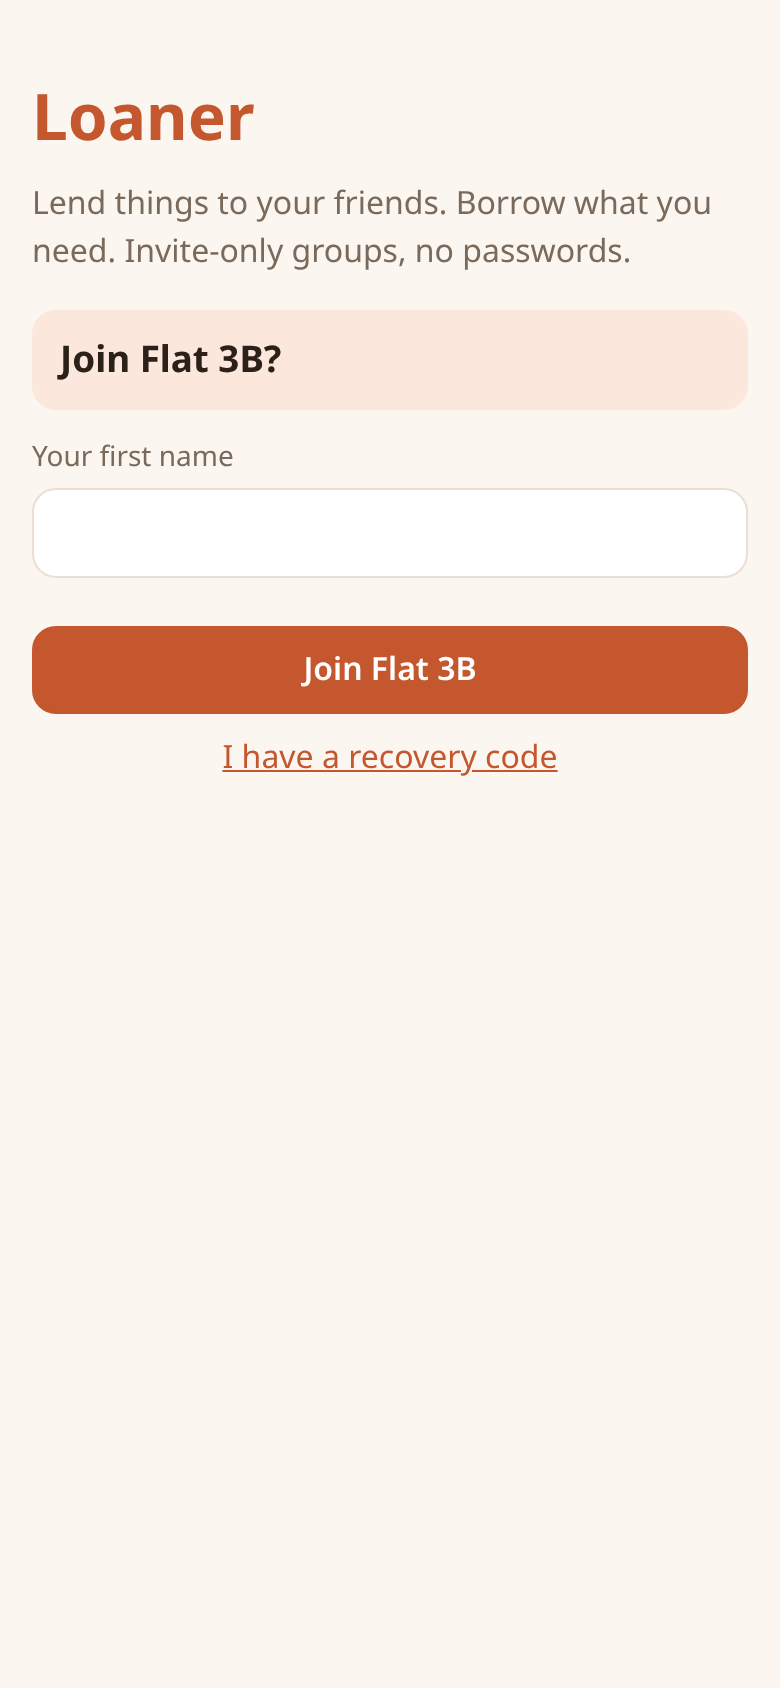 Loaner
Lend things to your friends. Borrow what you
need. Invite-only groups, no passwords.
Join Flat 3B?
Your first name
Join Flat 3B
I have a recovery code